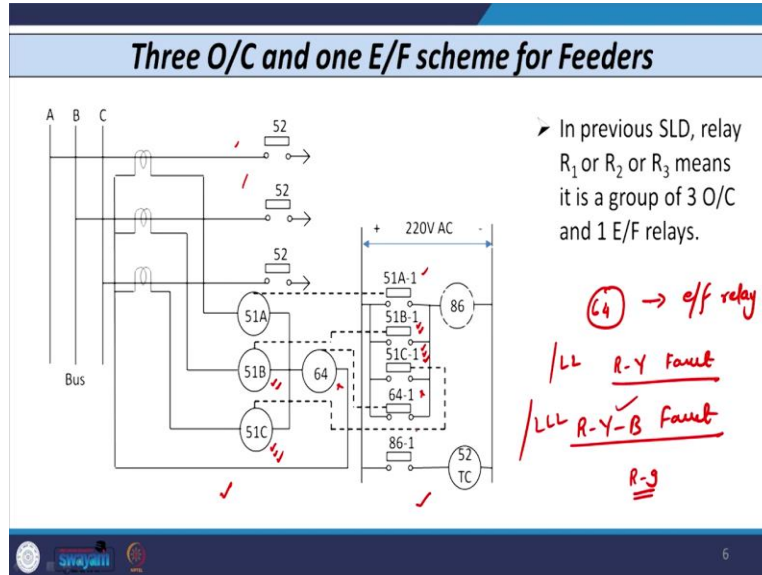 Three O/C and one E/F scheme for Feeders
A B C
52
52
52
Bus
51A
51B
51C
64
+ 220V AC -
51A-1
86
51B-1
51C-1
64-1
86-1
52
TC
➤ In previous SLD, relay
R₁ or R₂ or R₃ means
it is a group of 3 O/C
and 1 E/F relays.
64 → e/f relay
/LL R-Y Fault
/LLL R-Y-B Fault
R-g
swayam
6